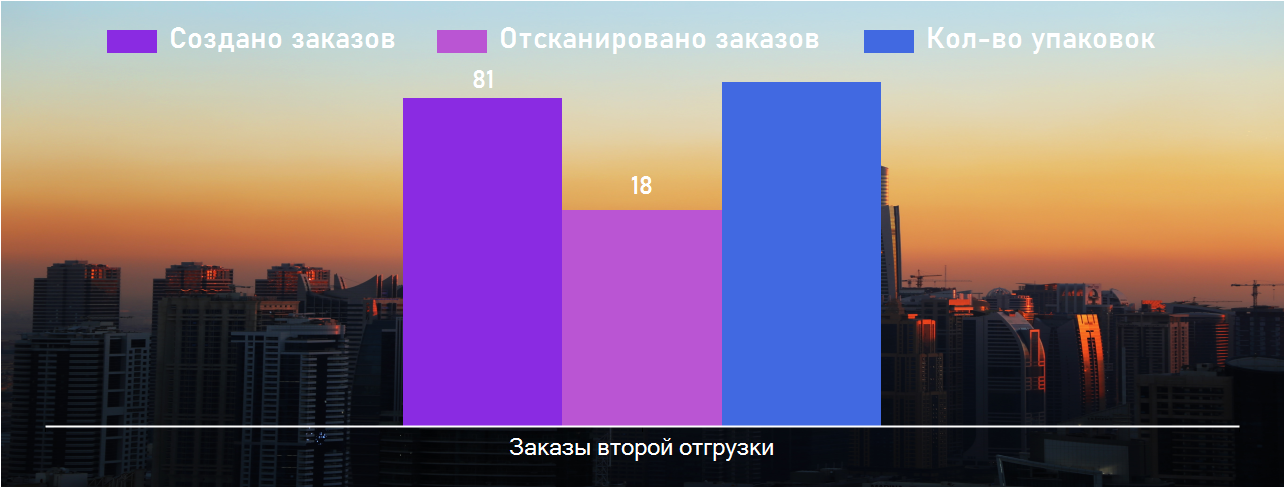 Создано заказов Отсканировано заказов Кол-во упаковок
81
18
Заказы второй отгрузки